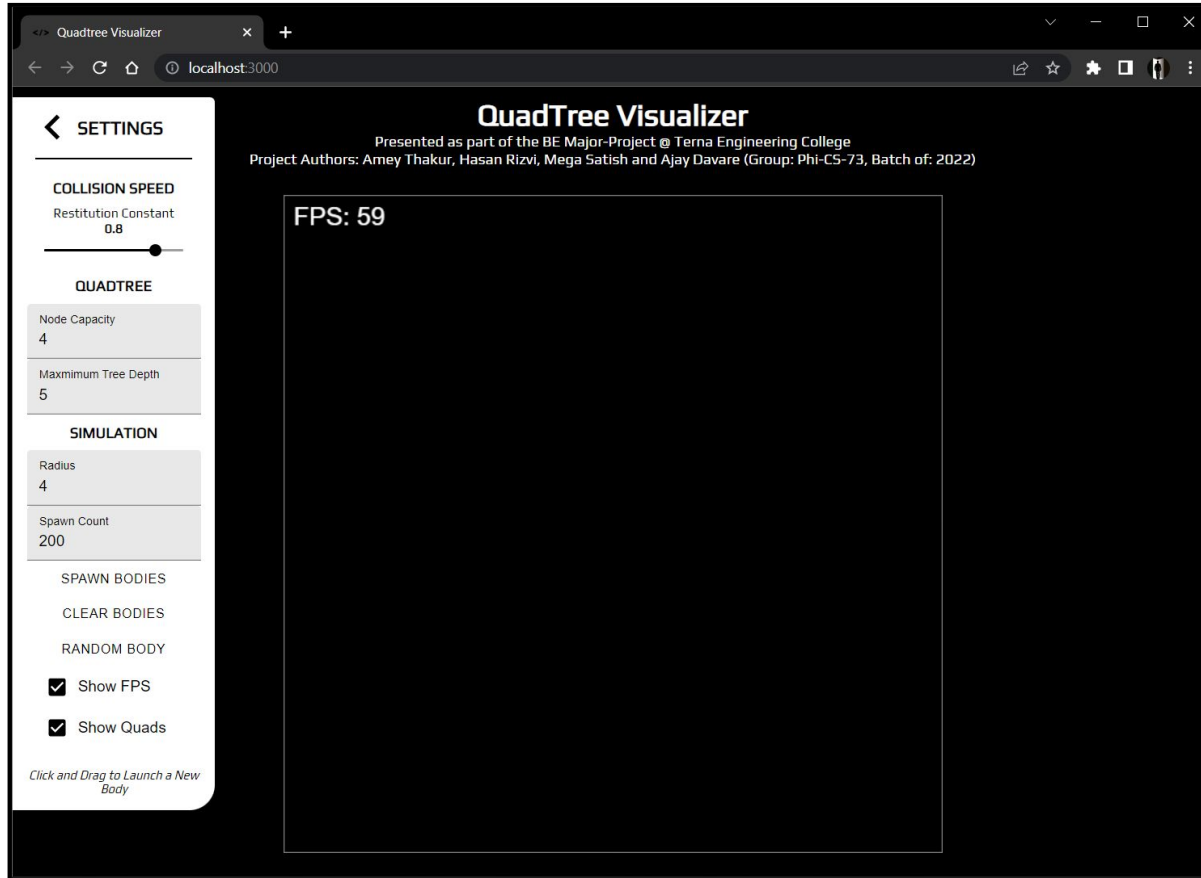 </> Quadtree Visualizer
localhost:3000
SETTINGS
COLLISION SPEED
Restitution Constant
0.8
QUADTREE
Node Capacity
4
Maxmimum Tree Depth
5
SIMULATION
Radius
4
Spawn Count
200
SPAWN BODIES
CLEAR BODIES
RANDOM BODY
Show FPS
Show Quads
Click and Drag to Launch a New
Body
QuadTree Visualizer
Presented as part of the BE Major-Project @ Terna Engineering College
Project Authors: Amey Thakur, Hasan Rizvi, Mega Satish and Ajay Davare (Group: Phi-CS-73, Batch of: 2022)
FPS: 59